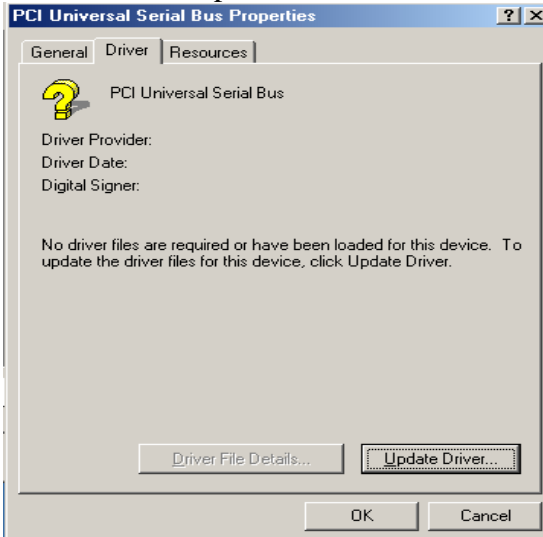 PCI Universal Serial Bus Properties
General Driver Resources
PCI Universal Serial Bus
Driver Provider:
Driver Date:
Digital Signer:
No driver files are required or have been loaded for this device. To
update the driver files for this device, click Update Driver.
Driver File Details... Update Driver...
OK Cancel